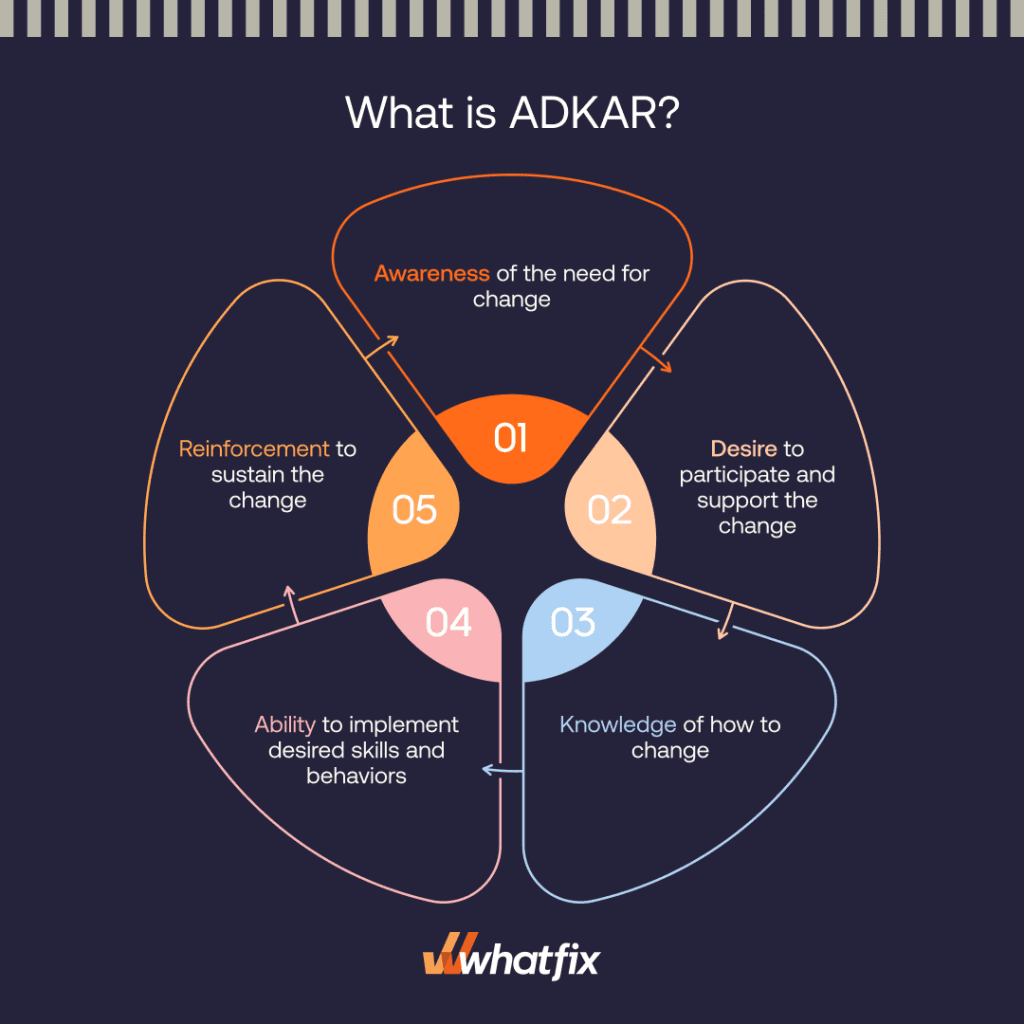 What is ADKAR?
01
Awareness of the need for
change
02
Desire to
participate and
support the
change
03
Knowledge of how to
change
04
Ability to implement
desired skills and
behaviors
05
Reinforcement to
sustain the
change
whatfix